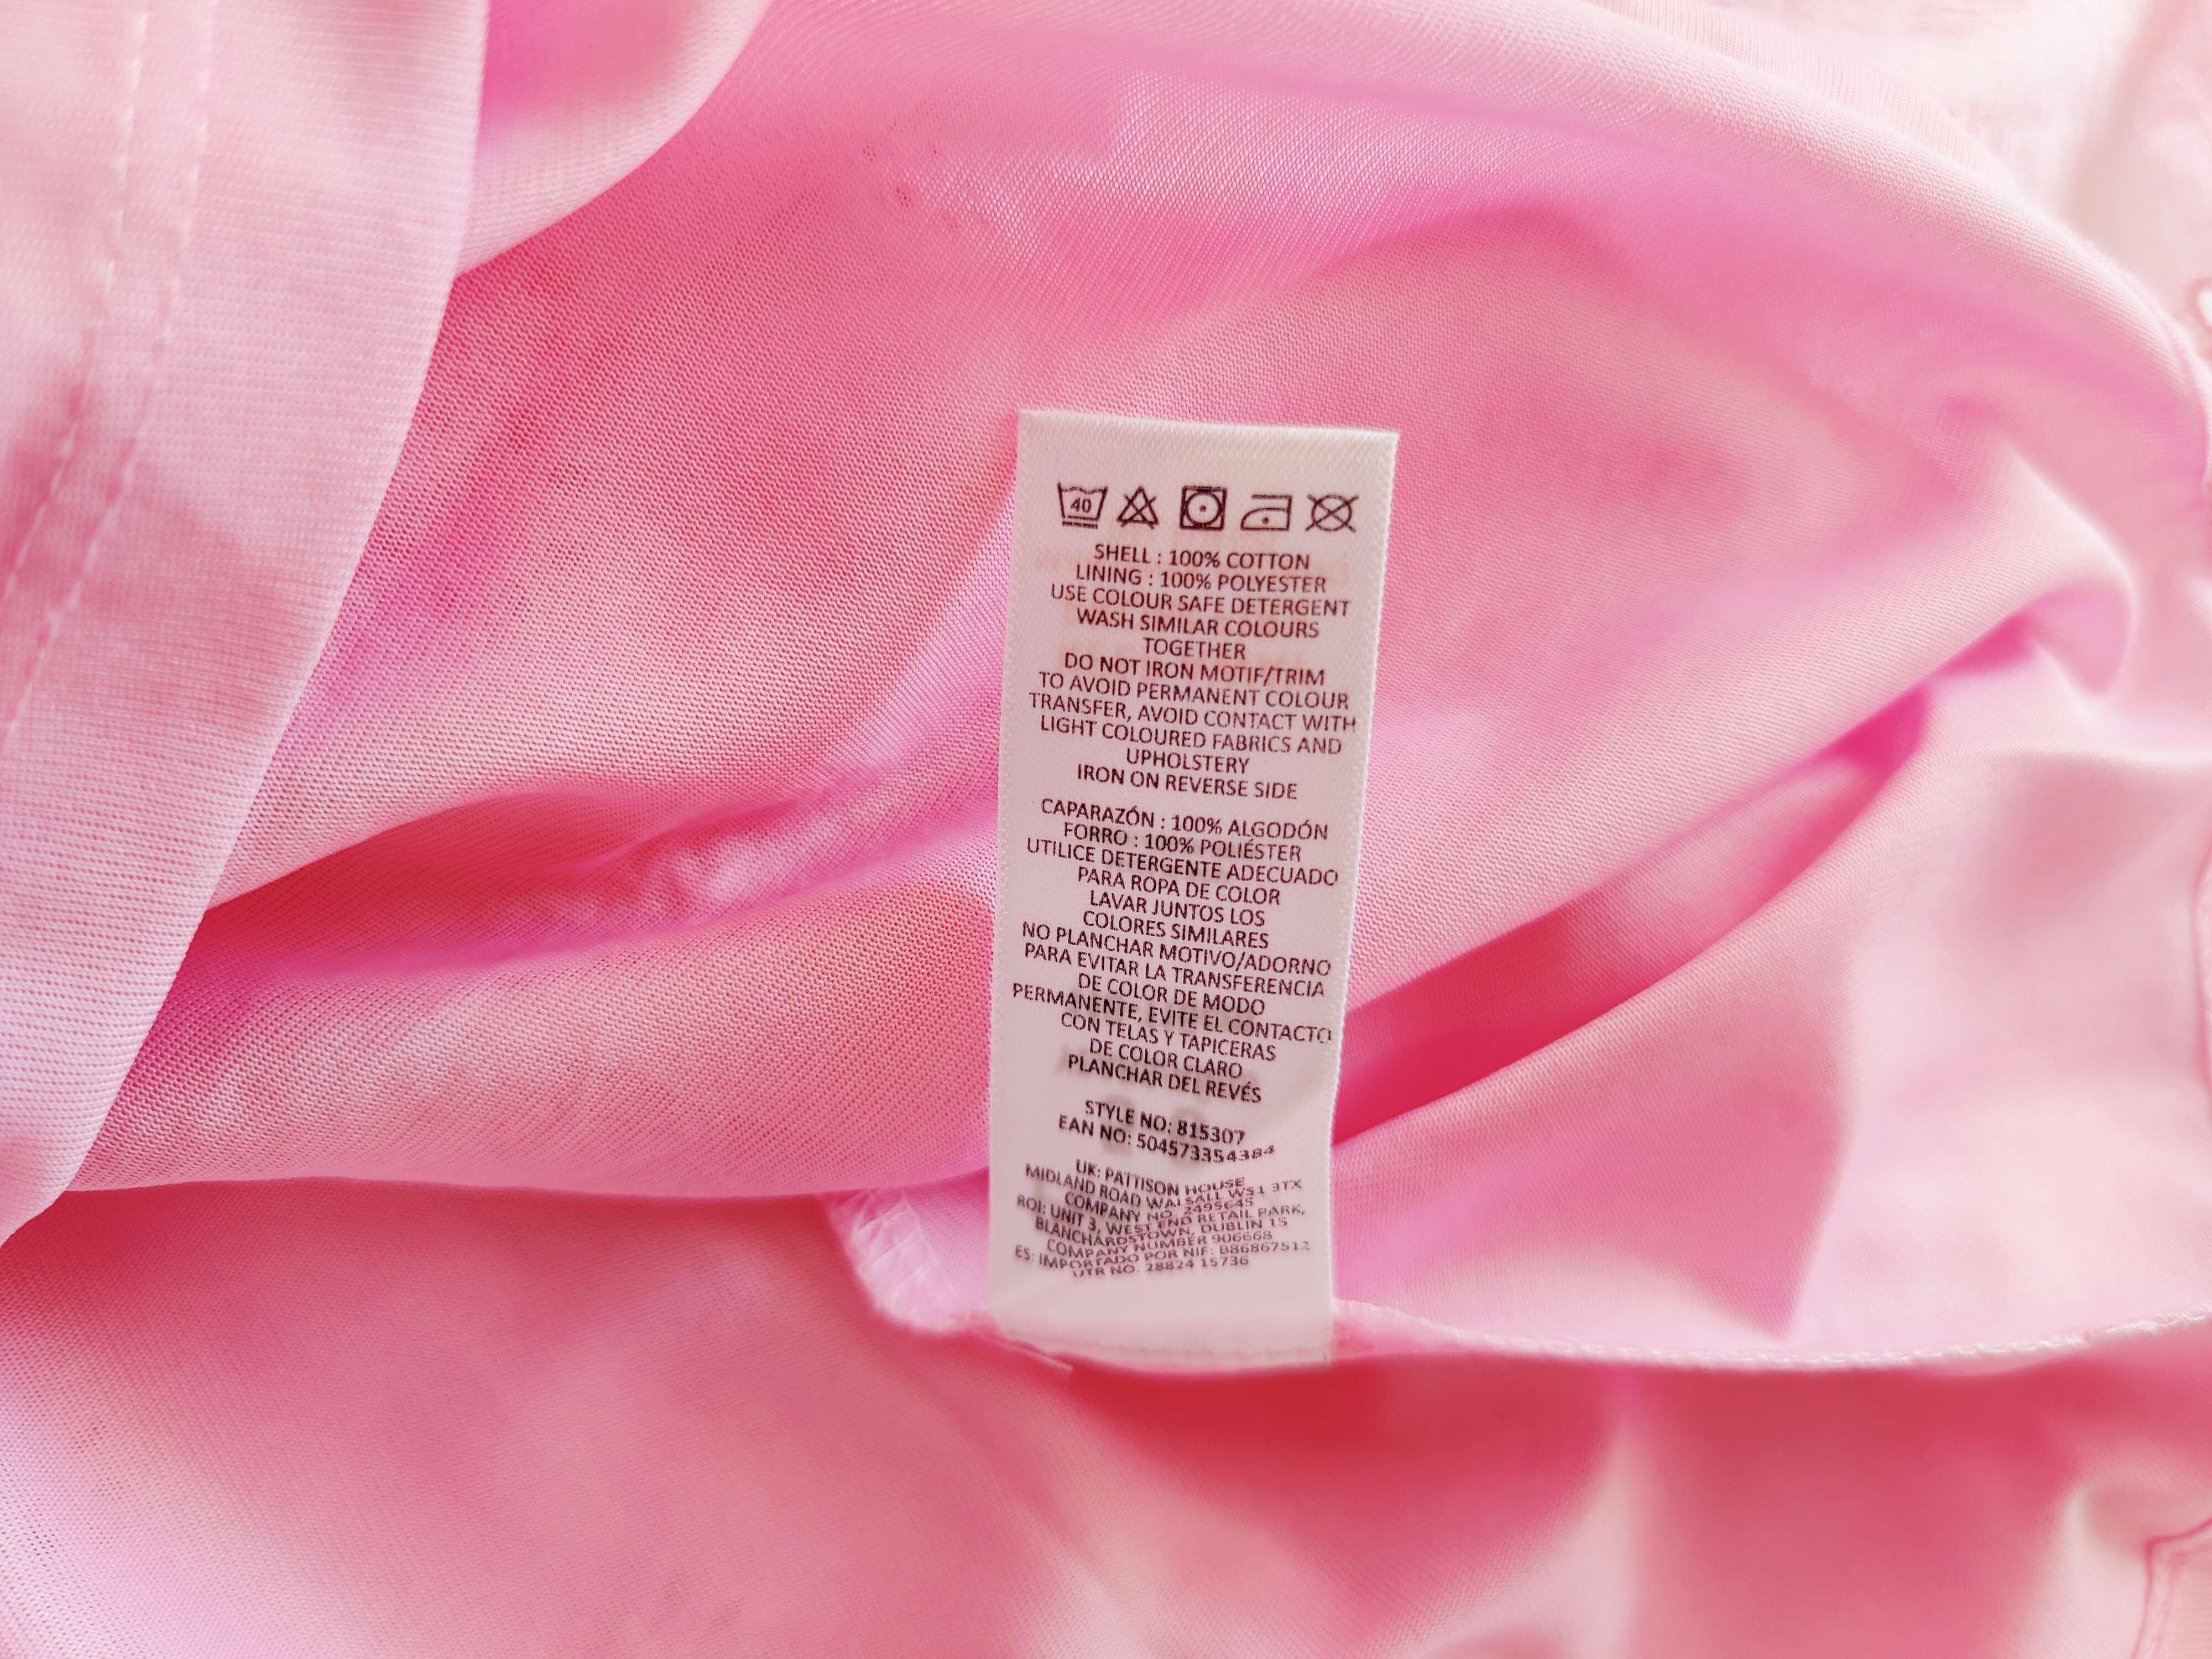 40
SHELL : 100% COTTON
LINING : 100% POLYESTER
USE COLOUR SAFE DETERGENT
WASH SIMILAR COLOURS
TOGETHER
DO NOT IRON MOTIF/TRIM
TO AVOID PERMANENT COLOUR
TRANSFER, AVOID CONTACT WITH
LIGHT COLOURED FABRICS AND
UPHOLSTERY
IRON ON REVERSE SIDE
CAPARAZÓN : 100% ALGODÓN
FORRO : 100% POLIÉSTER
UTILICE DETERGENTE ADECUADO
PARA ROPA DE COLOR
LAVAR JUNTOS LOS
COLORES SIMILARES
NO PLANCHAR MOTIVO/ADORNO
PARA EVITAR LA TRANSFERENCIA
DE COLOR DE MODO
PERMANENTE, EVITE EL CONTACTO
CON TELAS Y TAPICERAS
DE COLOR CLARO
PLANCHAR DEL REVÉS
STYLE NO: 815307
EAN NO: 504573354384
UK: PATTISON HOUSE
MIDLAND ROAD WALSALL WS1 3TX
COMPANY NO. 2495645
ROI: UNIT 3, WEST END RETAIL PARK,
BLANCHARDSTOWN, DUBLIN 15
COMPANY NUMBER 906668
ES: IMPORTADO POR NIF: B86867512
UTR NO. 28824 15736